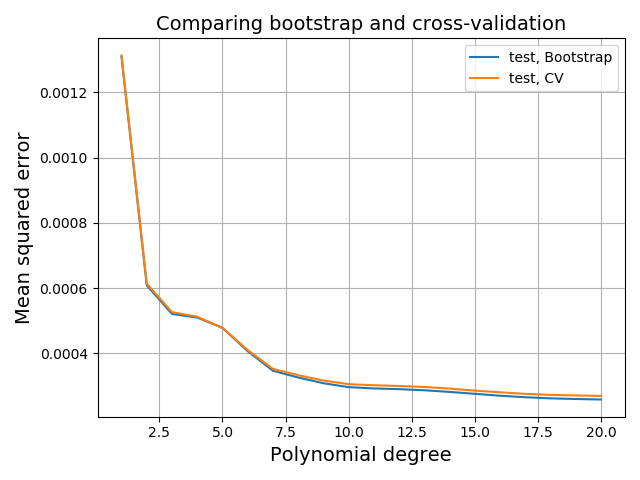 Comparing bootstrap and cross-validation
test, Bootstrap
test, CV
0.0012
0.0010
0.0008
0.0006
0.0004
Mean squared error
2.5 5.0 7.5 10.0 12.5 15.0 17.5 20.0
Polynomial degree